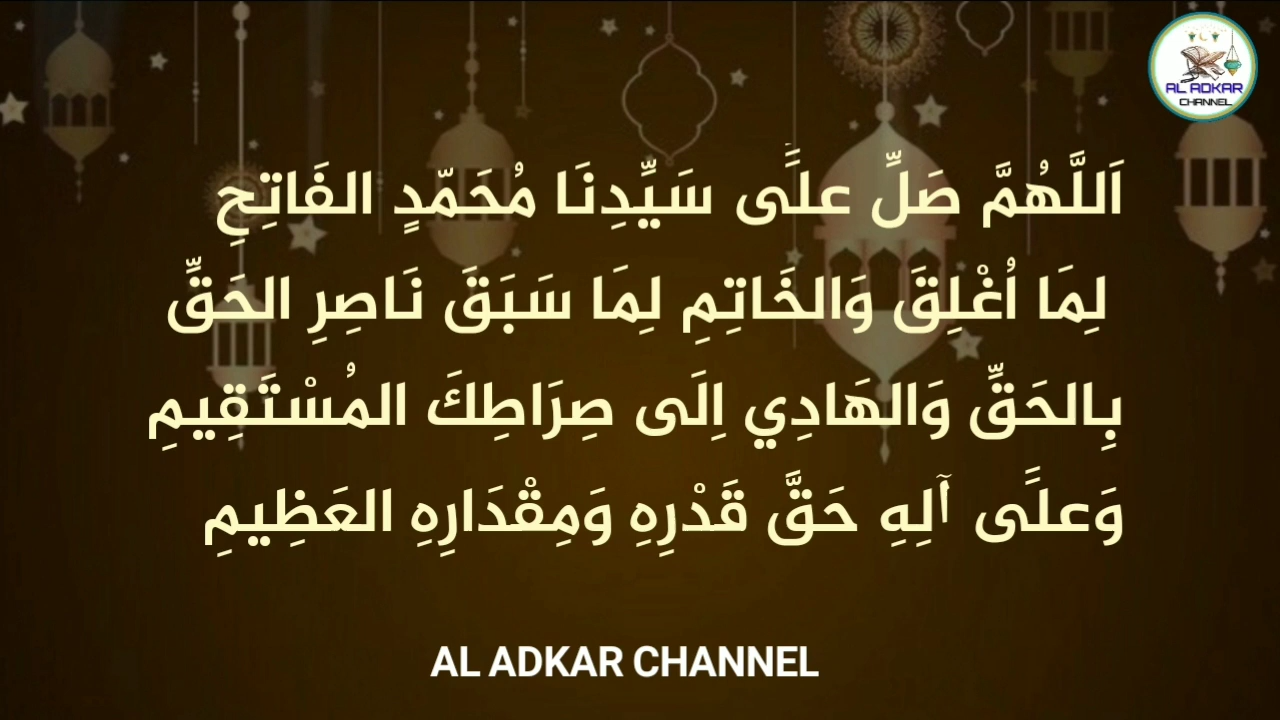 AL ADKAR
CHANNEL
اَللَّهُمَّ صَلِّ علَى سَيِّدِنَا مُحَمّدٍ الفَاتِحِ
لِمَا اُغْلِقَ وَالخَاتِمِ لِمَا سَبَقَ نَاصِرِ الحَقِّ
بِالحَقِّ وَالهَادِي اِلَى صِرَاطِكَ المُسْتَقِيمِ
وَعلَى آلِهِ حَقَّ قَدْرِهِ وَمِقْدَارِهِ العَظِيمِ
AL ADKAR CHANNEL